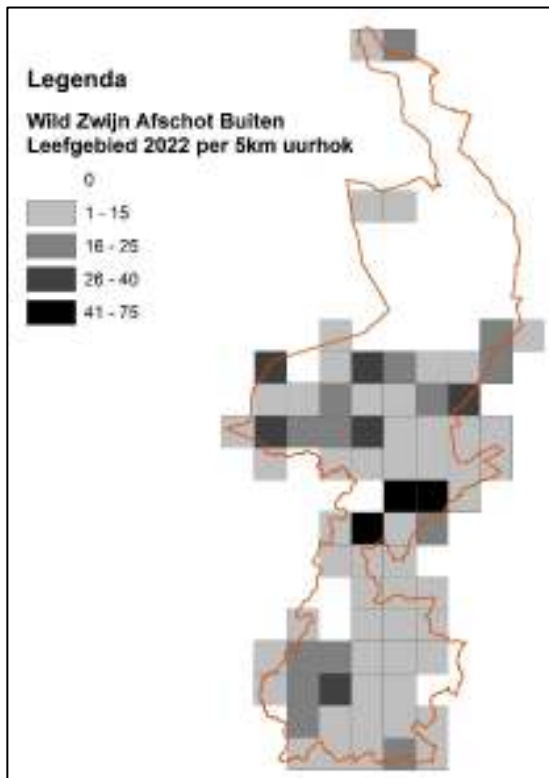 Legenda
Wild Zwijn Afschot Buiten
Leefgebied 2022 per 5km uurhok
0
1 - 15
16 - 25
26 - 40
41 - 75